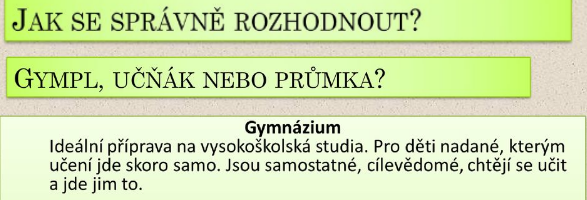 JAK SE SPRÁVNĚ ROZHODNOUT?
GYMPL, UČŇÁK NEBO PRŮMKA?
Gymnázium
Ideální příprava na vysokoškolská studia. Pro děti nadané, kterým
učení jde skoro samo. Jsou samostatné, cílevědomé, chtějí se učit
a jde jim to.